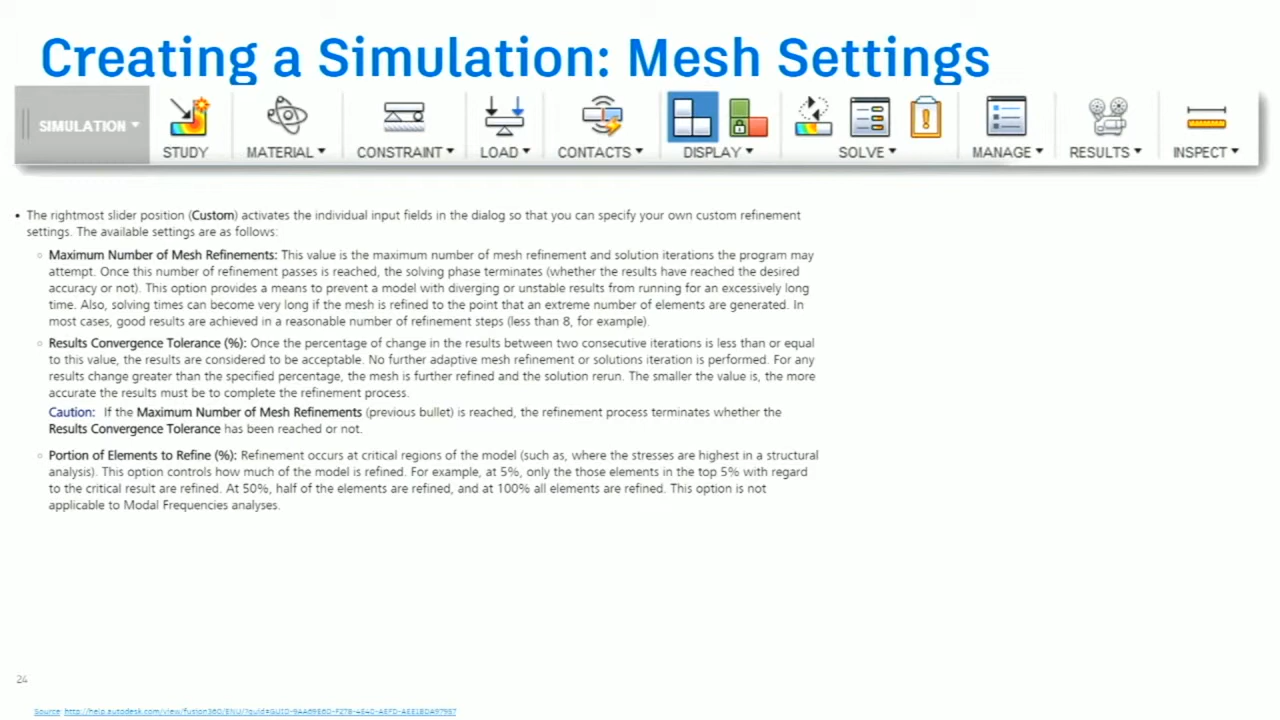 Creating a Simulation: Mesh Settings
SIMULATION
STUDY
MATERIAL
CONSTRAINT
LOAD
CONTACTS
DISPLAY
SOLVE
MANAGE
RESULTS
INSPECT
• The rightmost slider position (Custom) activates the individual input fields in the dialog so that you can specify your own custom refinement
settings. The available settings are as follows:
○ Maximum Number of Mesh Refinements: This value is the maximum number of mesh refinement and solution iterations the program may
attempt. Once this number of refinement passes is reached, the solving phase terminates (whether the results have reached the desired
accuracy or not). This option provides a means to prevent a model with diverging or unstable results from running for an excessively long
time. Also, solving times can become very long if the mesh is refined to the point that an extreme number of elements are generated. In
most cases, good results are achieved in a reasonable number of refinement steps (less than 8, for example).
○ Results Convergence Tolerance (%): Once the percentage of change in the results between two consecutive iterations is less than or equal
to this value, the results are considered to be acceptable. No further adaptive mesh refinement or solutions iteration is performed. For any
results change greater than the specified percentage, the mesh is further refined and the solution rerun. The smaller the value is, the more
accurate the results must be to complete the refinement process.
Caution: If the Maximum Number of Mesh Refinements (previous bullet) is reached, the refinement process terminates whether the
Results Convergence Tolerance has been reached or not.
○ Portion of Elements to Refine (%): Refinement occurs at critical regions of the model (such as, where the stresses are highest in a structural
analysis). This option controls how much of the model is refined. For example, at 5%, only the those elements in the top 5% with regard
to the critical result are refined. At 50%, half of the elements are refined, and at 100% all elements are refined. This option is not
applicable to Modal Frequencies analyses.
24
Source